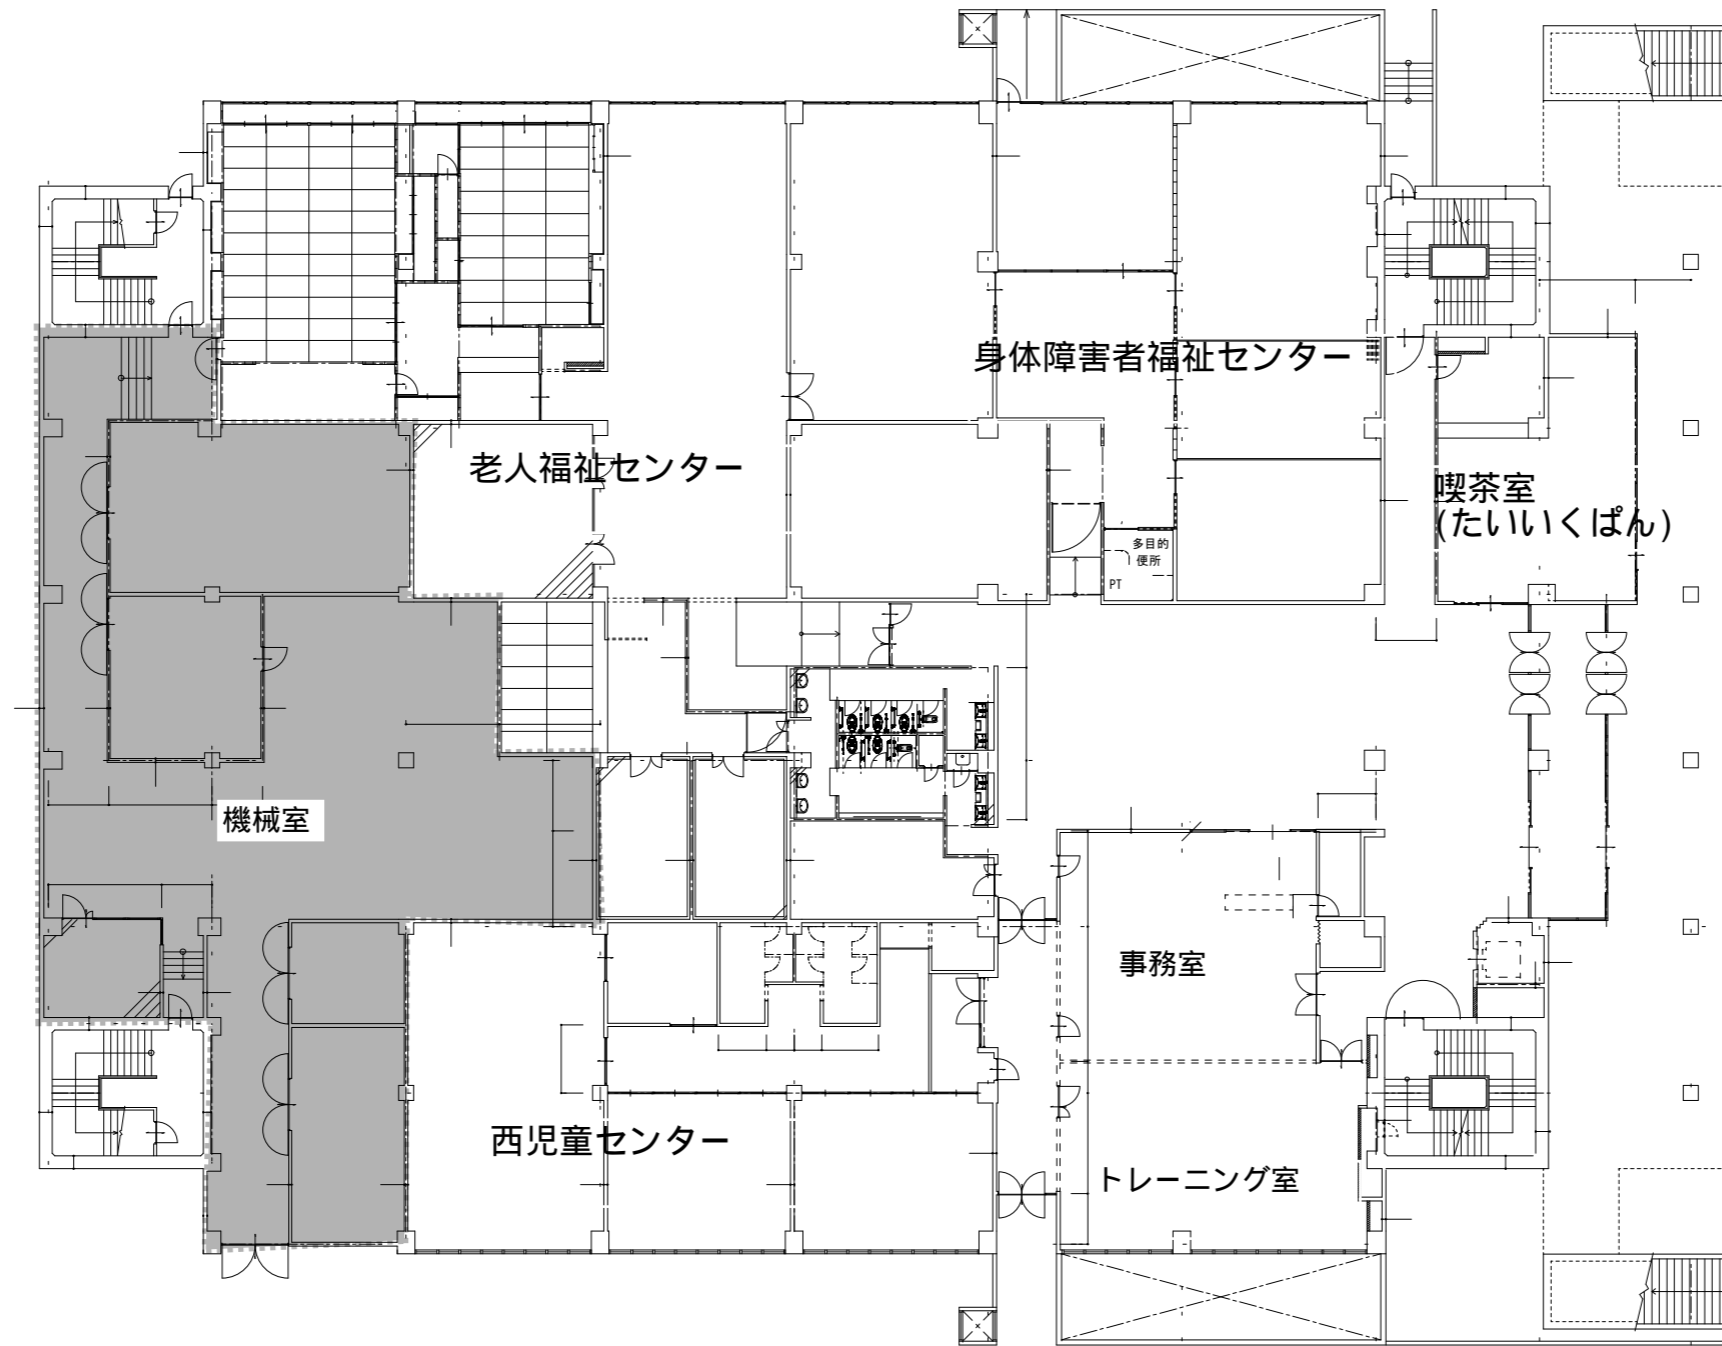 身体障害者福祉センター
老人福祉センター
喫茶室
(たいいくぱん)
多目的
便所
PT
機械室
事務室
西児童センター
トレーニング室